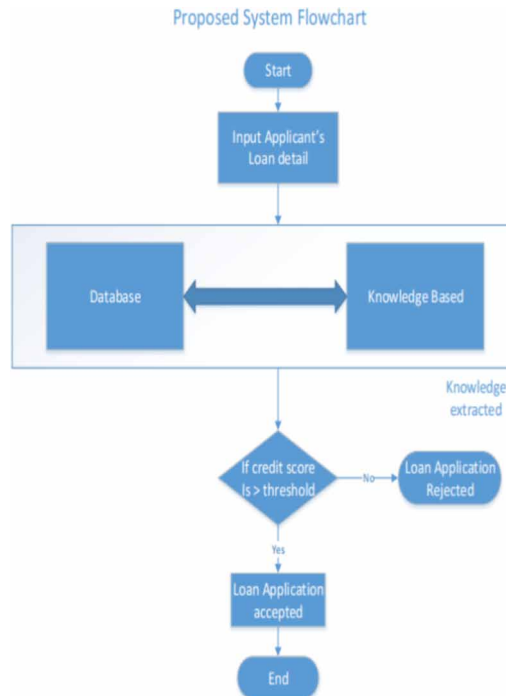 Proposed System Flowchart
Start
Input Applicant's
Loan detail
Database
Knowledge Based
Knowledge
extracted
If credit score
Is > threshold
No
Loan Application
Rejected
Yes
Loan Application
accepted
End